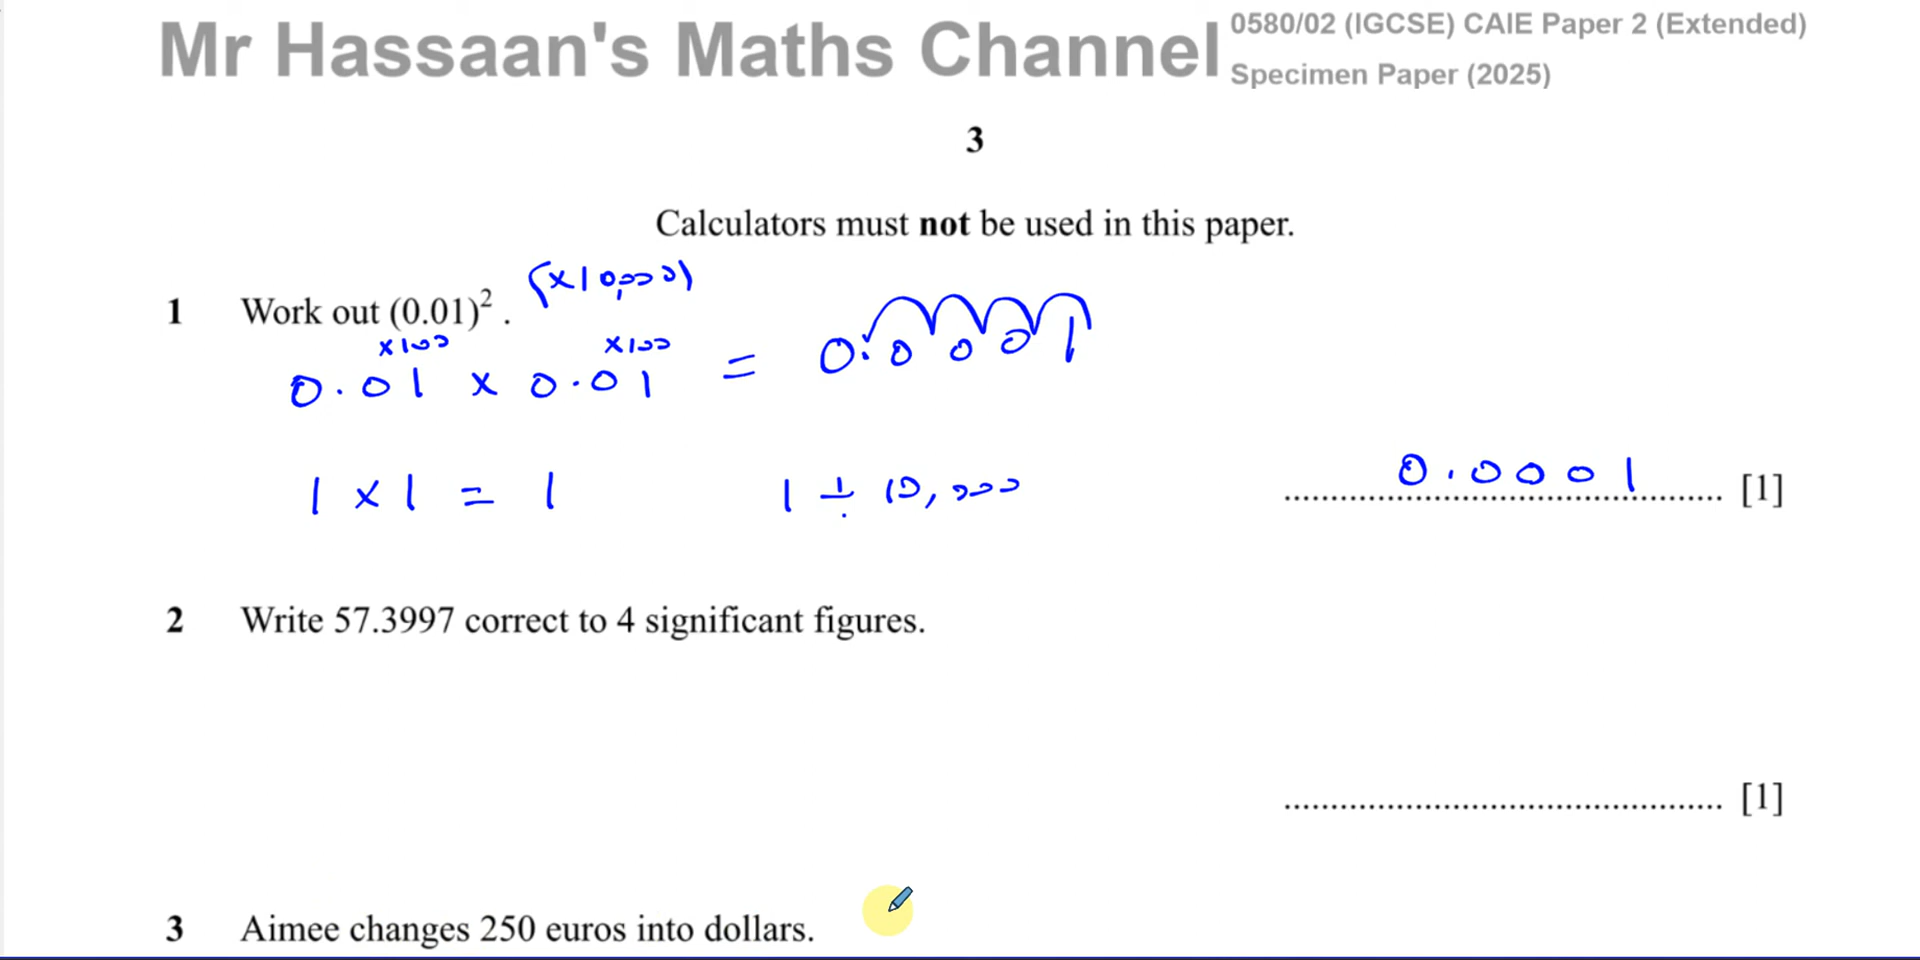 Mr Hassaan's Maths Channel
0580/02 (IGCSE) CAIE Paper 2 (Extended)
Specimen Paper (2025)
3
Calculators must not be used in this paper.
(×10,000)
1 Work out (0.01)² .
×100 ×100
0.01 × 0.01 = 0.0001
1 × 1 = 1 1 ÷ 10,000
0.0001
.............................................. [1]
2 Write 57.3997 correct to 4 significant figures.
.............................................. [1]
3 Aimee changes 250 euros into dollars.